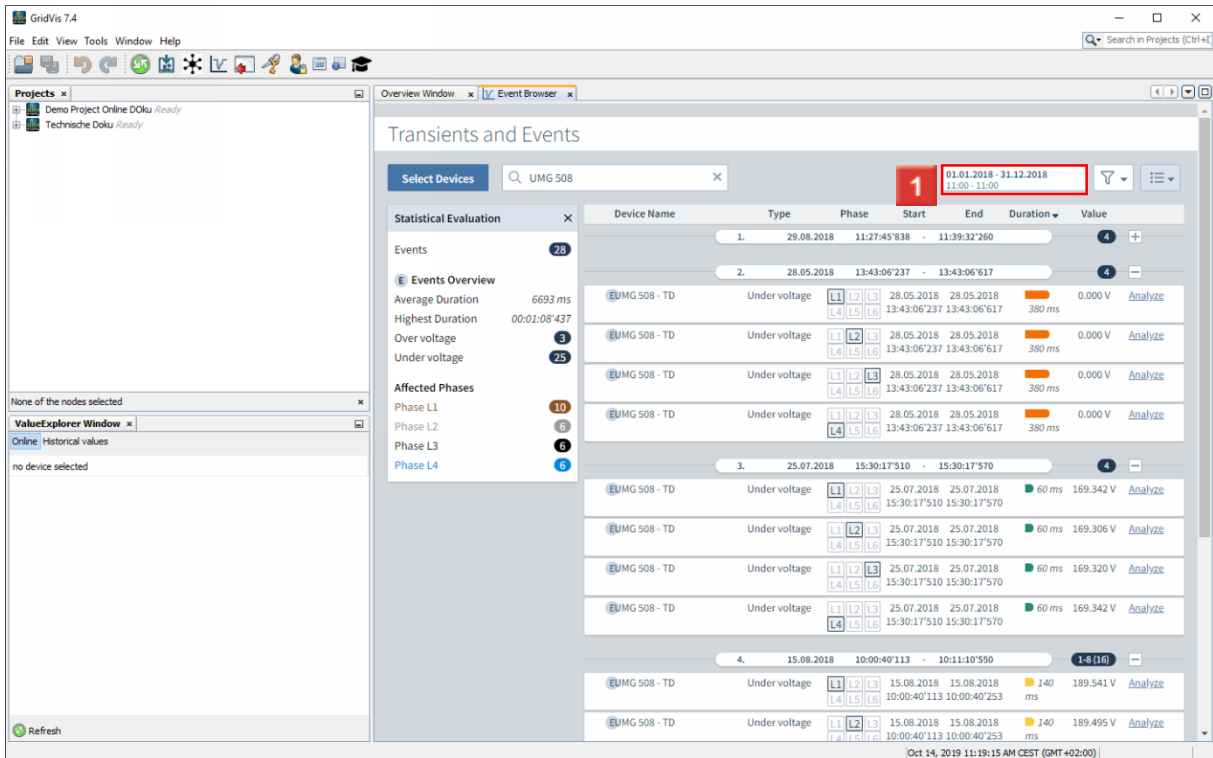 GridVis 7.4
File Edit View Tools Window Help
Search in Projects (Ctrl+I
Projects
Demo Project Online DOku Ready
Technische Doku Ready
None of the nodes selected
ValueExplorer Window
Online Historical values
no device selected
Refresh
Overview Window Event Browser
Transients and Events
Select Devices UMG 508
1
01.01.2018 - 31.12.2018
11:00 - 11:00
Statistical Evaluation
Events 28
E Events Overview
Average Duration 6693 ms
Highest Duration 00:01:08'437
Over voltage 3
Under voltage 25
Affected Phases
Phase L1 10
Phase L2 6
Phase L3 6
Phase L4 6
Device Name Type Phase Start End Duration Value
1. 29.08.2018 11:27:45'838 - 11:39:32'260 4
2. 28.05.2018 13:43:06'237 - 13:43:06'617 4
EUMG 508 - TD Under voltage L1 L2 L3 28.05.2018 28.05.2018 0.000 V Analyze
L4 L5 L6 13:43:06'237 13:43:06'617 380 ms
EUMG 508 - TD Under voltage L1 L2 L3 28.05.2018 28.05.2018 0.000 V Analyze
L4 L5 L6 13:43:06'237 13:43:06'617 380 ms
EUMG 508 - TD Under voltage L1 L2 L3 28.05.2018 28.05.2018 0.000 V Analyze
L4 L5 L6 13:43:06'237 13:43:06'617 380 ms
EUMG 508 - TD Under voltage L1 L2 L3 28.05.2018 28.05.2018 0.000 V Analyze
L4 L5 L6 13:43:06'237 13:43:06'617 380 ms
3. 25.07.2018 15:30:17'510 - 15:30:17'570 4
EUMG 508 - TD Under voltage L1 L2 L3 25.07.2018 25.07.2018 60 ms 169.342 V Analyze
L4 L5 L6 15:30:17'510 15:30:17'570
EUMG 508 - TD Under voltage L1 L2 L3 25.07.2018 25.07.2018 60 ms 169.306 V Analyze
L4 L5 L6 15:30:17'510 15:30:17'570
EUMG 508 - TD Under voltage L1 L2 L3 25.07.2018 25.07.2018 60 ms 169.320 V Analyze
L4 L5 L6 15:30:17'510 15:30:17'570
EUMG 508 - TD Under voltage L1 L2 L3 25.07.2018 25.07.2018 60 ms 169.342 V Analyze
L4 L5 L6 15:30:17'510 15:30:17'570
4. 15.08.2018 10:00:40'113 - 10:11:10'550 1-8 (16)
EUMG 508 - TD Under voltage L1 L2 L3 15.08.2018 15.08.2018 140 189.541 V Analyze
L4 L5 L6 10:00:40'113 10:00:40'253 ms
EUMG 508 - TD Under voltage L1 L2 L3 15.08.2018 15.08.2018 140 189.495 V Analyze
L4 L5 L6 10:00:40'113 10:00:40'253 ms
Oct 14, 2019 11:19:15 AM CEST (GMT+02:00)